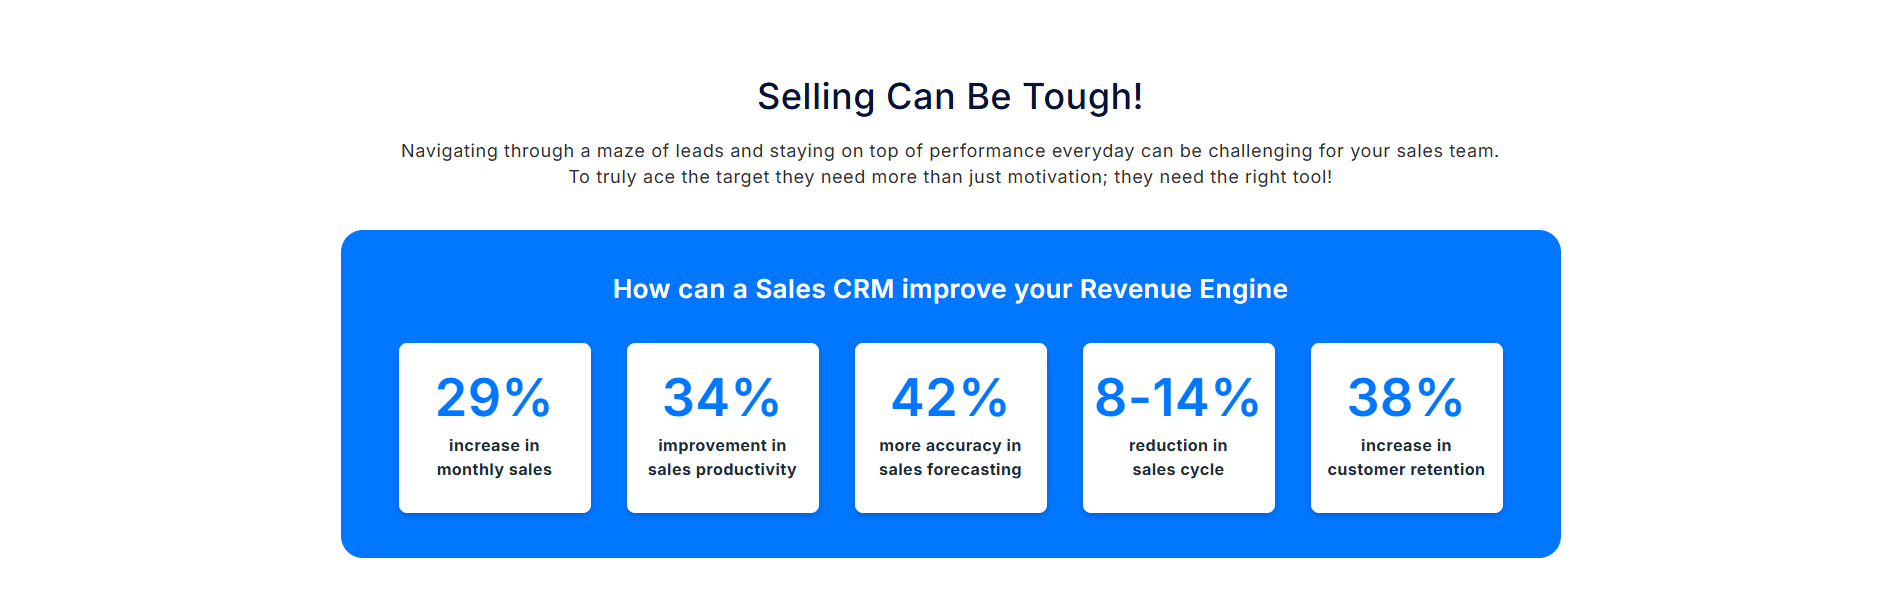 Selling Can Be Tough!
Navigating through a maze of leads and staying on top of performance everyday can be challenging for your sales team.
To truly ace the target they need more than just motivation; they need the right tool!
How can a Sales CRM improve your Revenue Engine
29%
increase in
monthly sales
34%
improvement in
sales productivity
42%
more accuracy in
sales forecasting
8-14%
reduction in
sales cycle
38%
increase in
customer retention